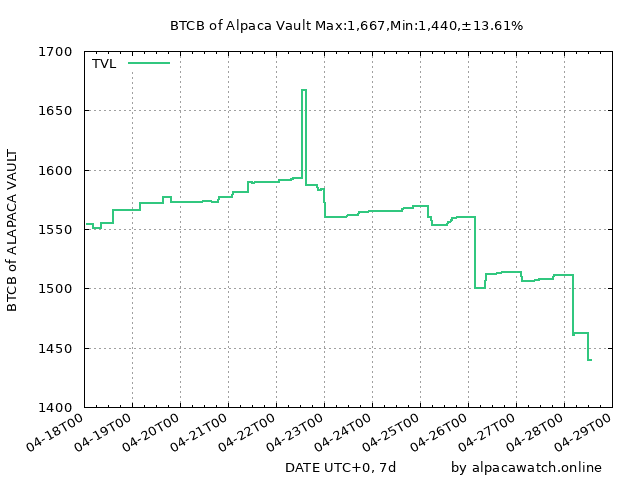 BTCB of Alpaca Vault Max:1,667,Min:1,440,±13.61%
TVL
1700
1650
1600
1550
1500
1450
1400
BTCB of ALAPACA VAULT
04-18T00
04-19T00
04-20T00
04-21T00
04-22T00
04-23T00
04-24T00
04-25T00
04-26T00
04-27T00
04-28T00
04-29T00
DATE UTC+0, 7d
by alpacawatch.online